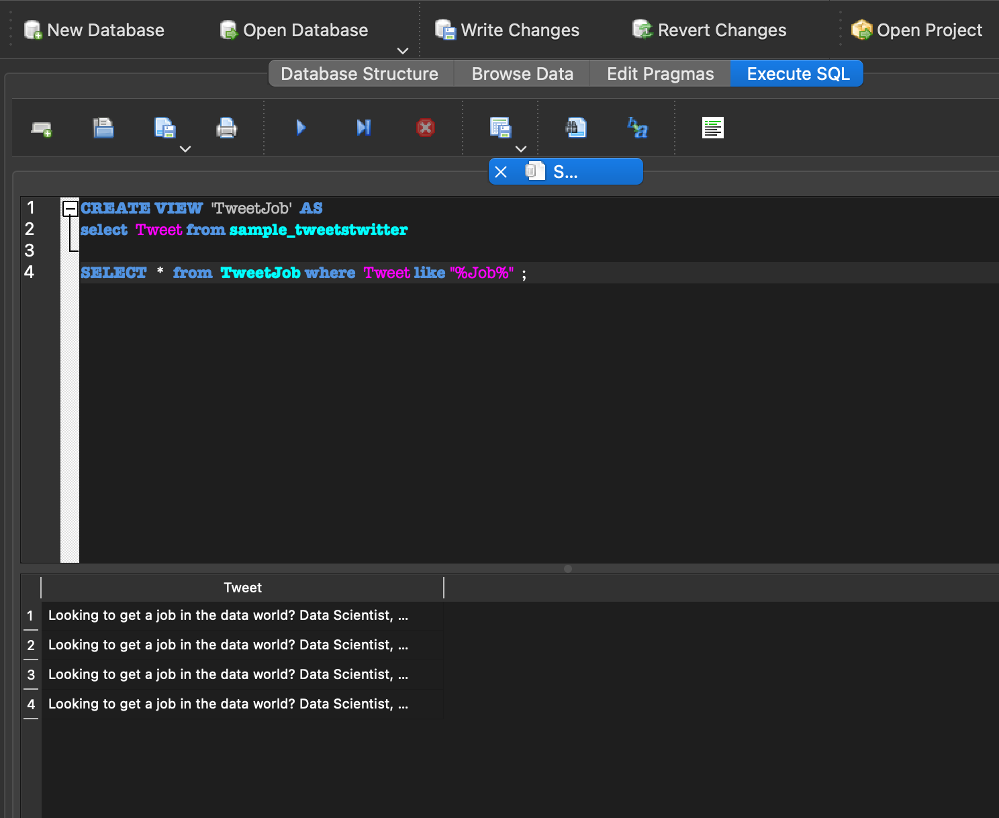 New Database Open Database Write Changes Revert Changes Open Project
Database Structure Browse Data Edit Pragmas Execute SQL
S...
1 CREATE VIEW 'TweetJob' AS
2 select Tweet from sample_tweetstwitter
3
4 SELECT * from TweetJob where Tweet like "%Job%" ;
Tweet
1 Looking to get a job in the data world? Data Scientist, ...
2 Looking to get a job in the data world? Data Scientist, ...
3 Looking to get a job in the data world? Data Scientist, ...
4 Looking to get a job in the data world? Data Scientist, ...